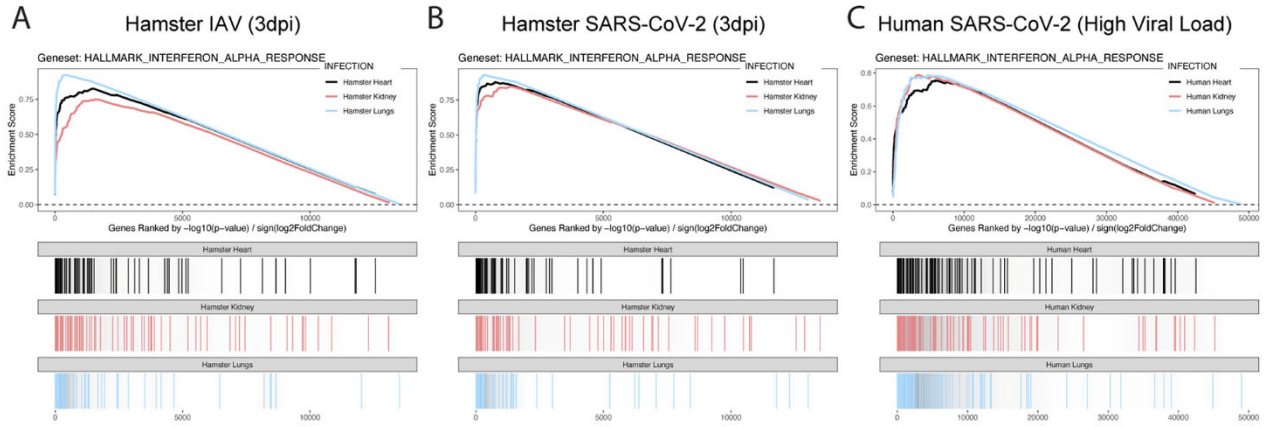 A Hamster IAV (3dpi)
Geneset: HALLMARK_INTERFERON_ALPHA_RESPONSE
INFECTION
Hamster Heart
Hamster Kidney
Hamster Lungs
Enrichment Score
0.75
0.50
0.25
0.00
0 5000 10000
Genes Ranked by -log10(p-value) / sign(log2FoldChange)
Hamster Heart
Hamster Kidney
Hamster Lungs
0 5000 10000
B Hamster SARS-CoV-2 (3dpi)
Geneset: HALLMARK_INTERFERON_ALPHA_RESPONSE
INFECTION
Hamster Heart
Hamster Kidney
Hamster Lungs
Enrichment Score
0.75
0.50
0.25
0.00
0 5000 10000
Genes Ranked by -log10(p-value) / sign(log2FoldChange)
Hamster Heart
Hamster Kidney
Hamster Lungs
0 5000 10000
C Human SARS-CoV-2 (High Viral Load)
Geneset: HALLMARK_INTERFERON_ALPHA_RESPONSE
INFECTION
Human Heart
Human Kidney
Human Lungs
Enrichment Score
0.8
0.6
0.4
0.2
0.0
0 10000 20000 30000 40000 50000
Genes Ranked by -log10(p-value) / sign(log2FoldChange)
Human Heart
Human Kidney
Human Lungs
0 10000 20000 30000 40000 50000